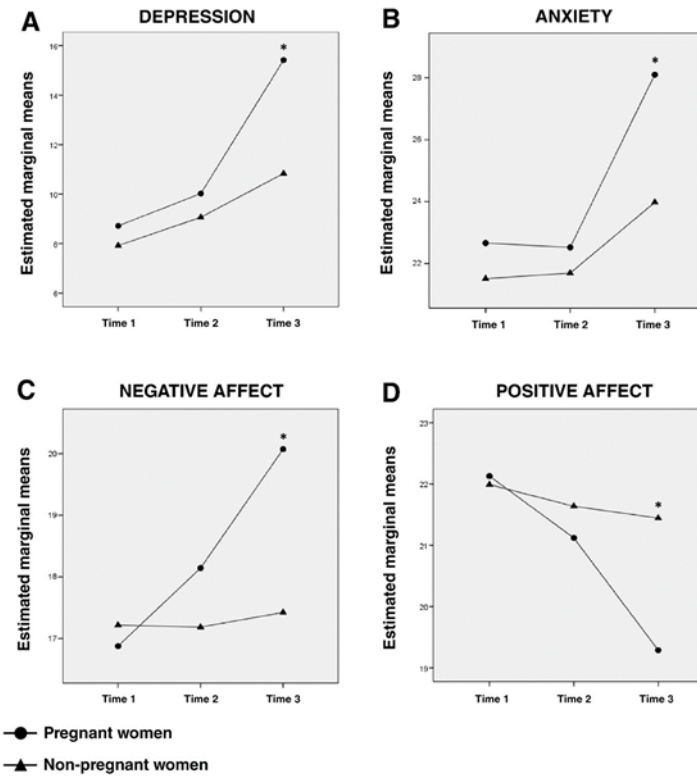 A
DEPRESSION
Estimated marginal means
16
14
12
10
8
6
*
Time 1 Time 2 Time 3
B
ANXIETY
Estimated marginal means
28
26
24
22
*
Time 1 Time 2 Time 3
C
NEGATIVE AFFECT
Estimated marginal means
20
19
18
17
*
Time 1 Time 2 Time 3
D
POSITIVE AFFECT
Estimated marginal means
23
22
21
20
19
*
Time 1 Time 2 Time 3
Pregnant women
Non-pregnant women